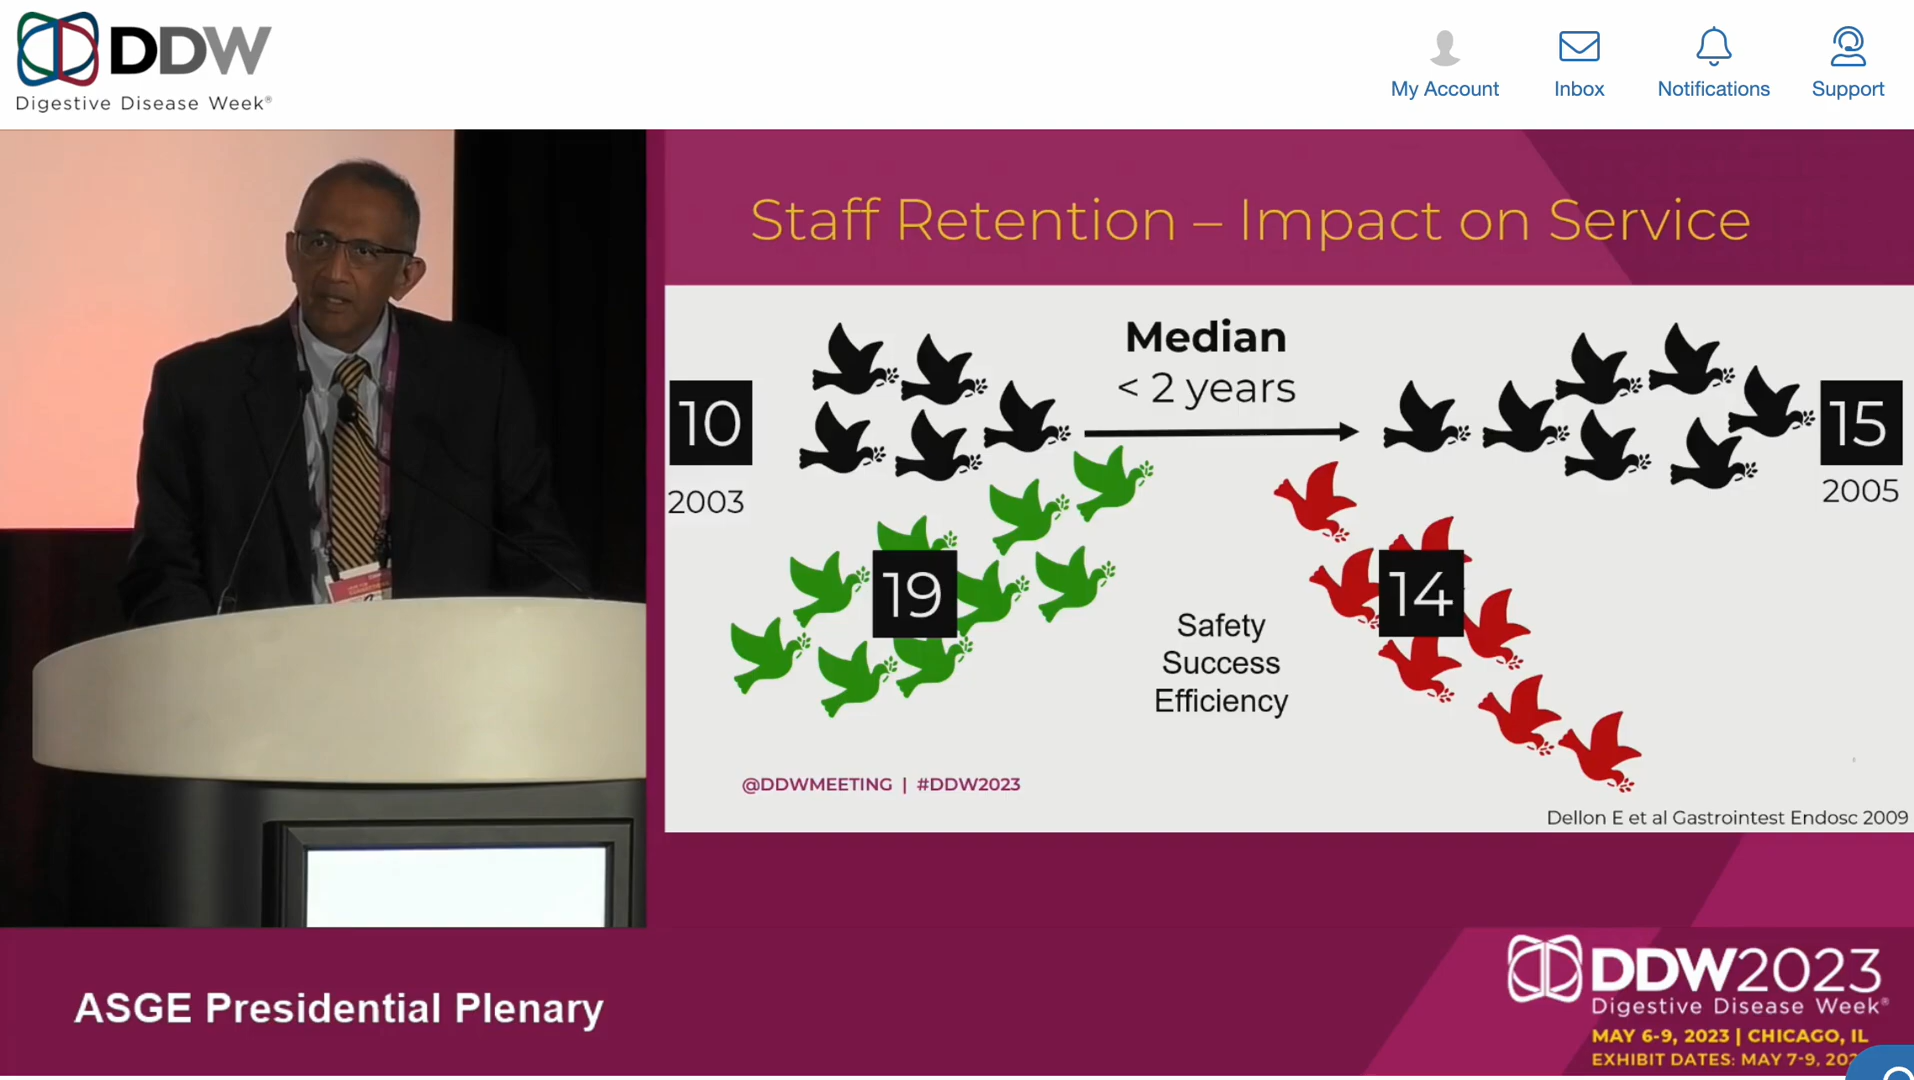 DDW
Digestive Disease Week®
My Account
Inbox
Notifications
Support
Staff Retention – Impact on Service
Median
< 2 years
10
2003
15
2005
19
14
Safety
Success
Efficiency
@DDWMEETING | #DDW2023
Dellon E et al Gastrointest Endosc 2009
ASGE Presidential Plenary
DDW2023
Digestive Disease Week®
MAY 6-9, 2023 | CHICAGO, IL
EXHIBIT DATES: MAY 7-9,